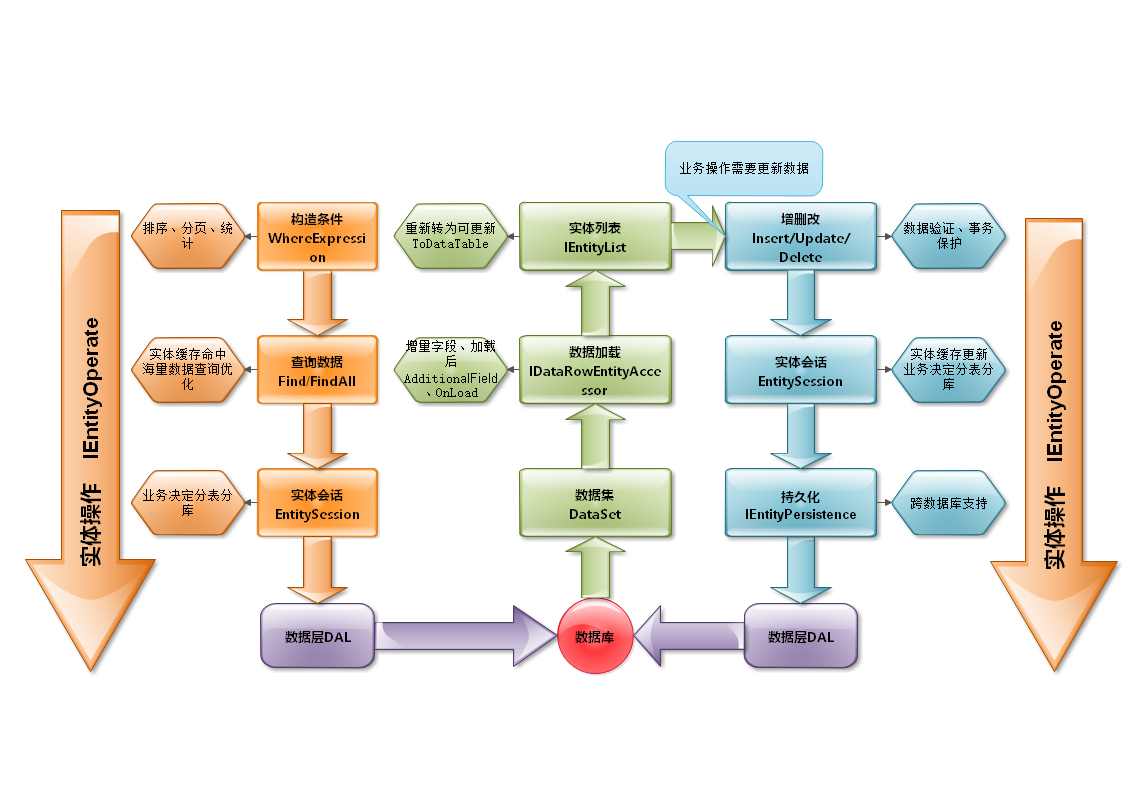 业务操作需要更新数据
排序、分页、统
计
构造条件
WhereExpressi
on
重新转为可更新
ToDataTable
实体列表
IEntityList
增删改
Insert/Update/
Delete
数据验证、事务
保护
实体缓存命中
海量数据查询优
化
查询数据
Find/FindAll
增量字段、加载
后
AdditionalField
、OnLoad
数据加载
IDataRowEntityAcce
ssor
实体会话
EntitySession
实体缓存更新
业务决定分表分
库
业务决定分表分
库
实体会话
EntitySession
数据集
DataSet
持久化
IEntityPersistence
跨数据库支持
数据层DAL
数据库
数据层DAL
实体操作 IEntityOperate
实体操作 IEntityOperate